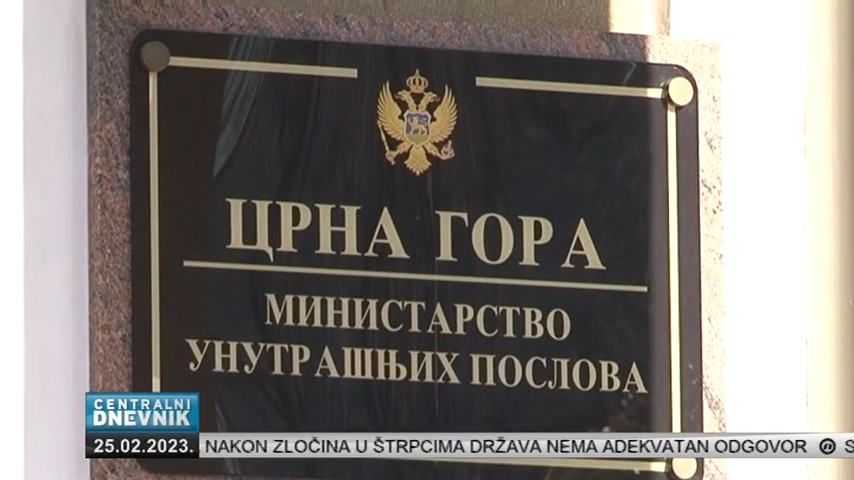 ЦРНА ГОРА
МИНИСТАРСТВО
УНУТРАШЊИХ ПОСЛОВА
CENTRALNI
DNEVNIK
25.02.2023. NAKON ZLOČINA U ŠTRPCIMA DRŽAVA NEMA ADEKVATAN ODGOVOR